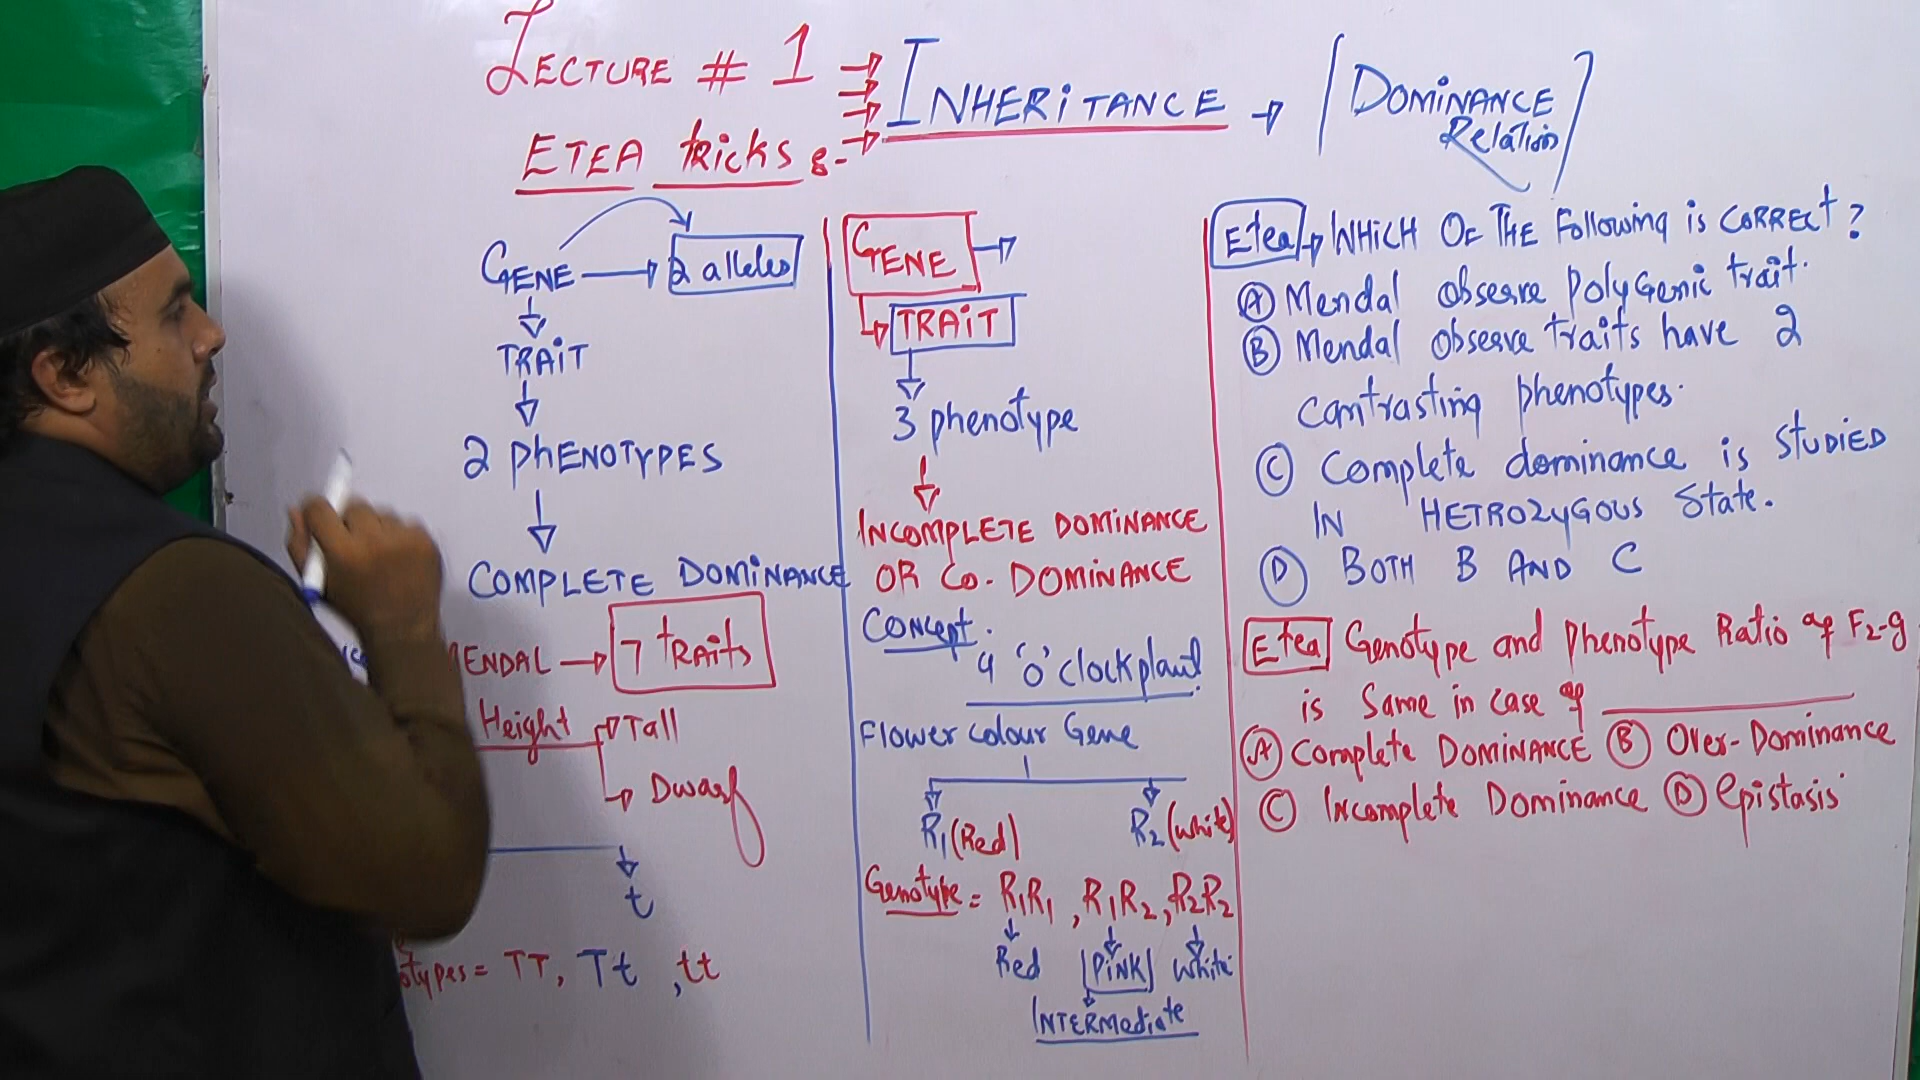 LECTURE # 1
ETEA tricks :-
INHERITANCE → [DOMINANCE
Relation]
GENE → 2 alleles
TRAIT
2 PHENOTYPES
COMPLETE DOMINANCE
MENDAL → 7 TRAits
Height → Tall
→ Dwarf
t
otypes = TT, Tt, tt
GENE →
TRAIT
3 phenotype
INCOMPLETE DOMINANCE
OR Co-DOMINANCE
Concept:
4 'O' clock plant
Flower colour Gene
R1 (Red) R2 (white)
Genotype = R1R1, R1R2, R2R2
Red [PINK] white
INTERMediate
Etea → WHICH OF THE Following is CORRECt?
(A) Mendal observe polyGenic trait.
(B) Mendal observe traits have 2
contrasting phenotypes.
(C) Complete dominance is STUDIED
IN HETROZYGOUS State.
(D) BOTH B AND C
Etea Genotype and phenotype Ratio of F2-g
is Same in case of ________
(A) Complete DOMINANCE (B) Over-Dominance
(C) Incomplete Dominance (D) epistasis